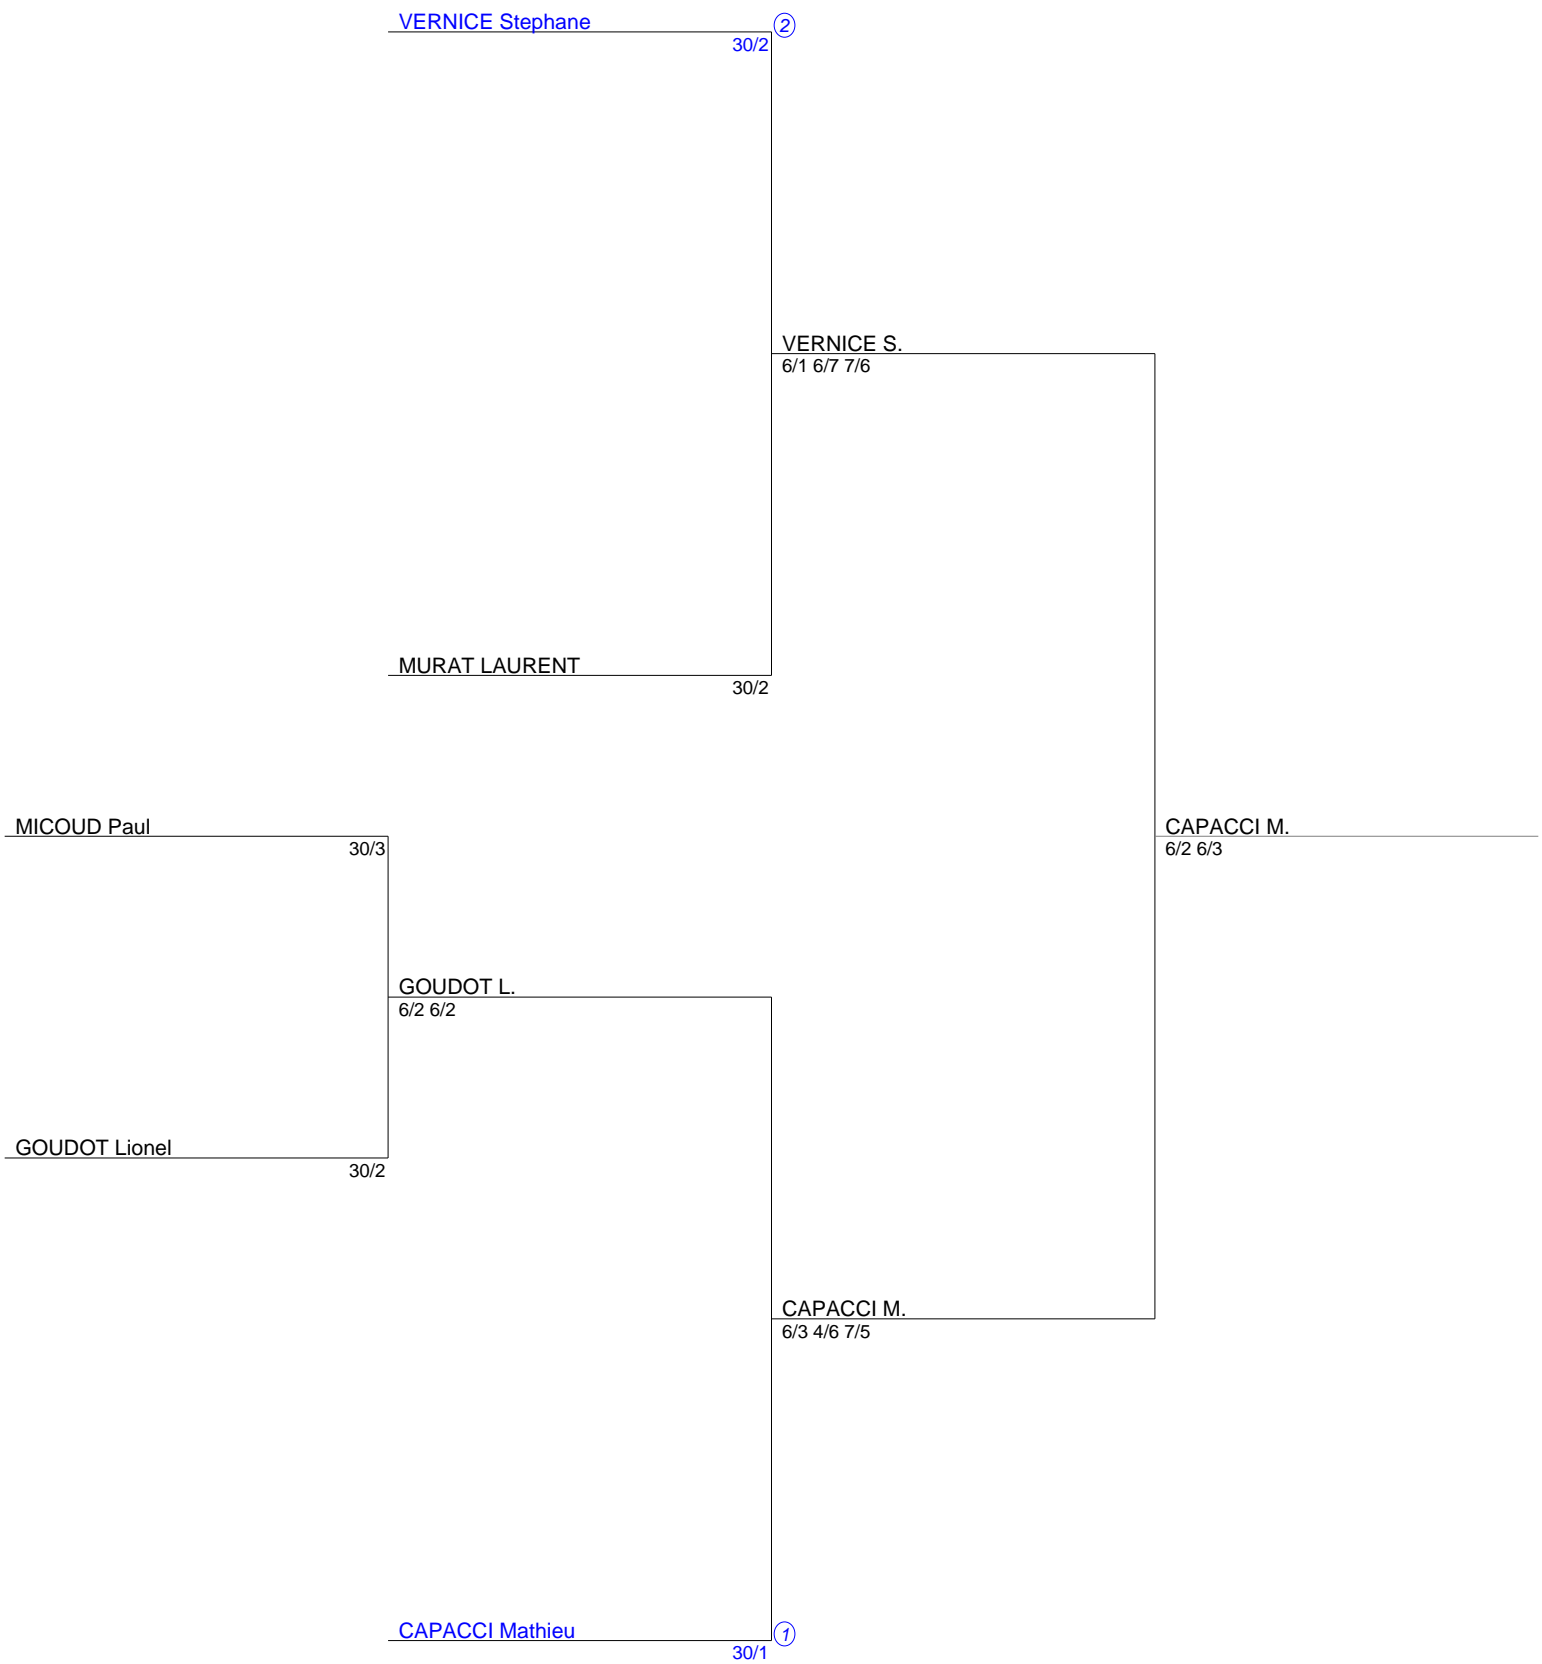 VERNICE Stephane
2
30/2
VERNICE S.
6/1 6/7 7/6
MURAT LAURENT
30/2
MICOUD Paul
30/3
CAPACCI M.
6/2 6/3
GOUDOT L.
6/2 6/2
GOUDOT Lionel
30/2
CAPACCI M.
6/3 4/6 7/5
CAPACCI Mathieu
1
30/1